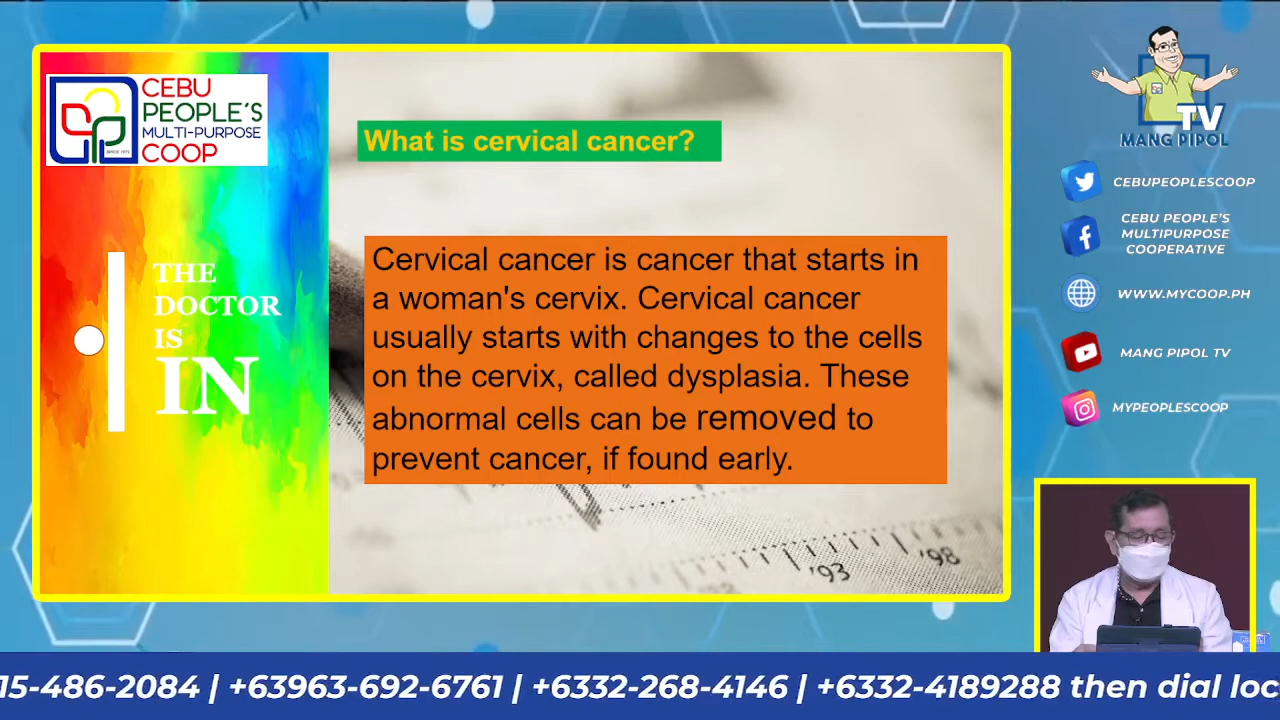 CEBU
PEOPLE'S
MULTI-PURPOSE
COOP
SINCE 1972
THE
DOCTOR
IS
IN
What is cervical cancer?
Cervical cancer is cancer that starts in
a woman's cervix. Cervical cancer
usually starts with changes to the cells
on the cervix, called dysplasia. These
abnormal cells can be removed to
prevent cancer, if found early.
'93
'98
TV
MANG PIPOL
CEBUPEOPLESCOOP
CEBU PEOPLE'S
MULTIPURPOSE
COOPERATIVE
WWW.MYCOOP.PH
MANG PIPOL TV
MYPEOPLESCOOP
15-486-2084 | +63963-692-6761 | +6332-268-4146 | +6332-4189288 then dial loc